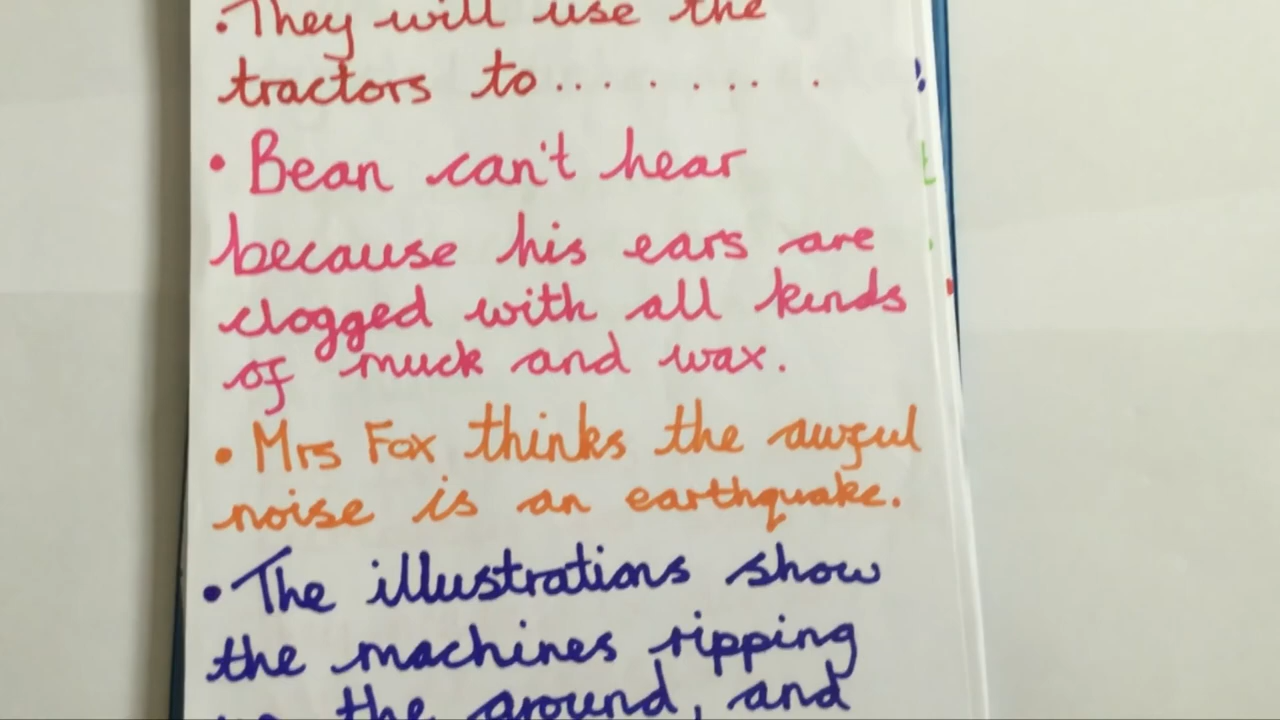 • They will use the
tractors to........
• Bean can't hear
because his ears are
clogged with all kinds
of muck and wax.
• Mrs Fox thinks the awful
noise is an earthquake.
• The illustrations show
the machines ripping
the ground, and